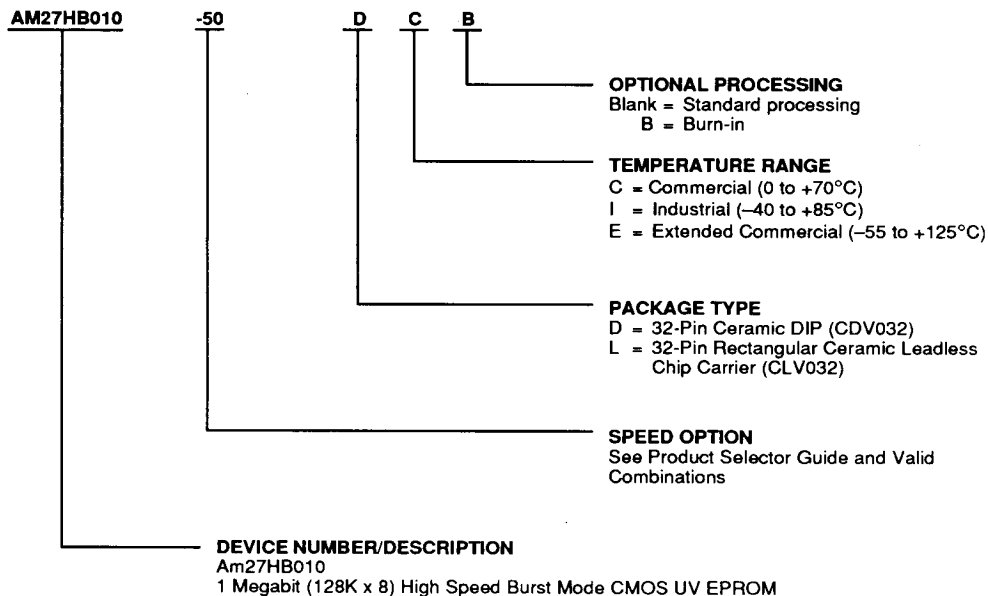 AM27HB010 -50 D C B
OPTIONAL PROCESSING
Blank = Standard processing
B = Burn-in
TEMPERATURE RANGE
C = Commercial (0 to +70°C)
I = Industrial (–40 to +85°C)
E = Extended Commercial (–55 to +125°C)
PACKAGE TYPE
D = 32-Pin Ceramic DIP (CDV032)
L = 32-Pin Rectangular Ceramic Leadless
Chip Carrier (CLV032)
SPEED OPTION
See Product Selector Guide and Valid
Combinations
DEVICE NUMBER/DESCRIPTION
Am27HB010
1 Megabit (128K x 8) High Speed Burst Mode CMOS UV EPROM